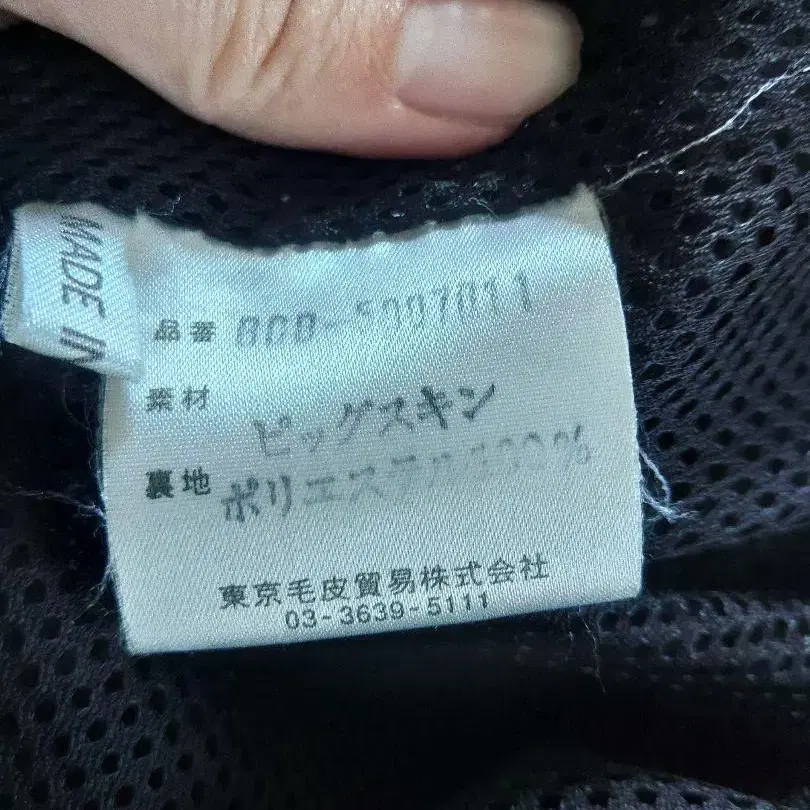 MADE IN
品番
素材 ピッグスキン
裏地 ポリエステル100%
東京毛皮貿易株式会社
03-3639-5111